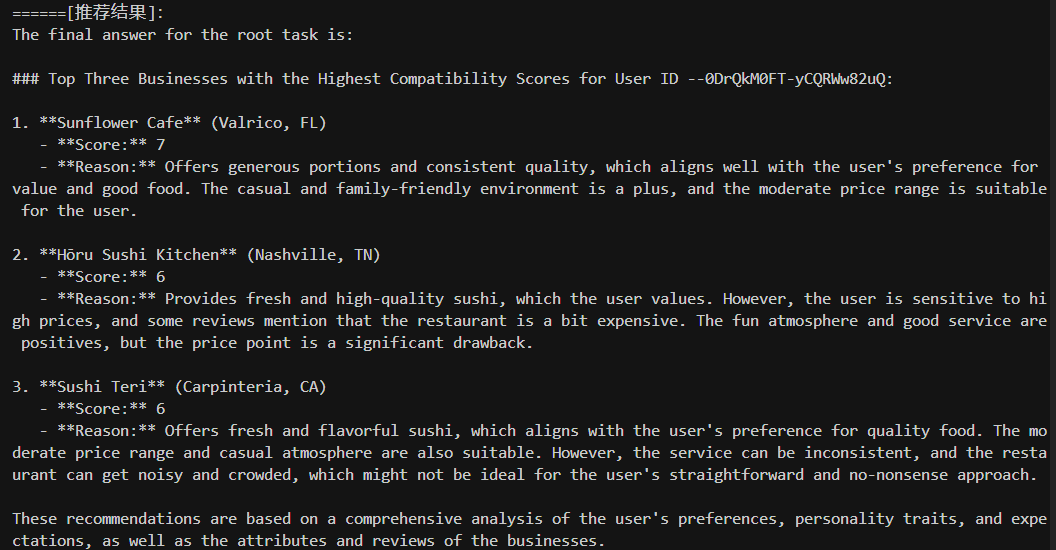 ======[推荐结果]:
The final answer for the root task is:
### Top Three Businesses with the Highest Compatibility Scores for User ID --0DrQkM0FT-yCQRWw82uQ:
1. **Sunflower Cafe** (Valrico, FL)
- **Score:** 7
- **Reason:** Offers generous portions and consistent quality, which aligns well with the user's preference for
value and good food. The casual and family-friendly environment is a plus, and the moderate price range is suitable
for the user.
2. **Hōru Sushi Kitchen** (Nashville, TN)
- **Score:** 6
- **Reason:** Provides fresh and high-quality sushi, which the user values. However, the user is sensitive to hi
gh prices, and some reviews mention that the restaurant is a bit expensive. The fun atmosphere and good service are
positives, but the price point is a significant drawback.
3. **Sushi Teri** (Carpinteria, CA)
- **Score:** 6
- **Reason:** Offers fresh and flavorful sushi, which aligns with the user's preference for quality food. The mo
derate price range and casual atmosphere are also suitable. However, the service can be inconsistent, and the resta
urant can get noisy and crowded, which might not be ideal for the user's straightforward and no-nonsense approach.
These recommendations are based on a comprehensive analysis of the user's preferences, personality traits, and expe
ctations, as well as the attributes and reviews of the businesses.